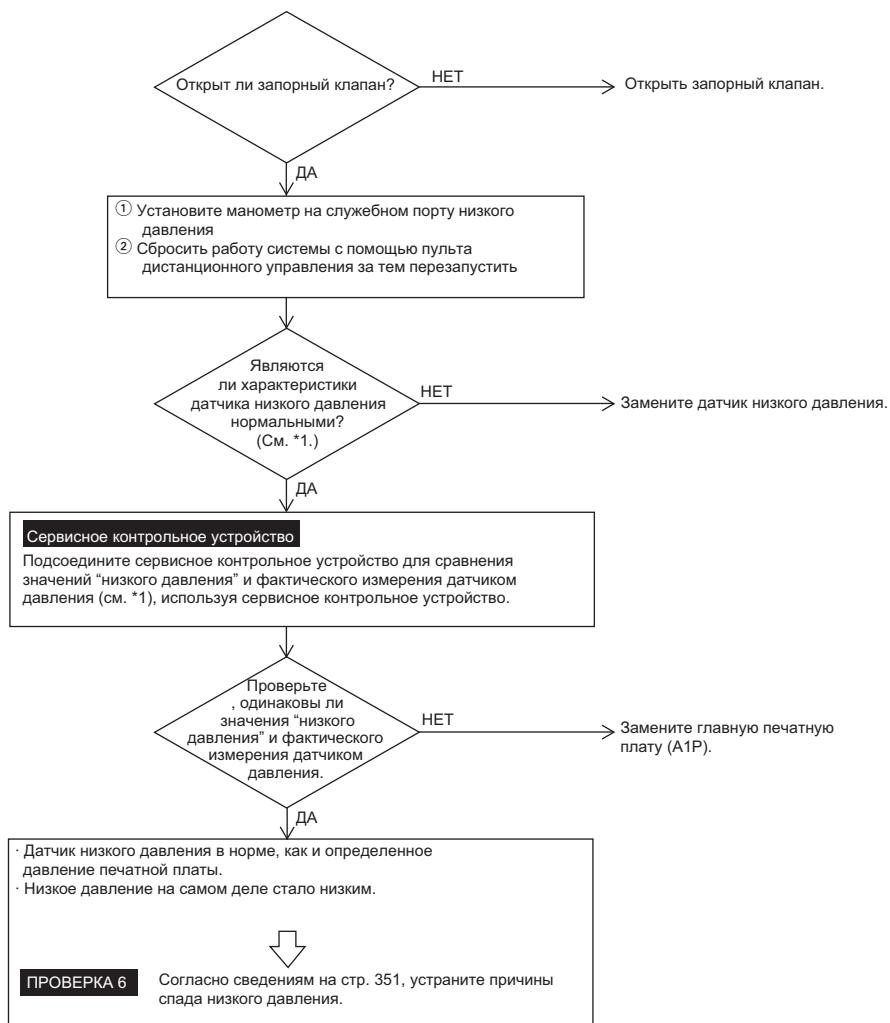 Открыт ли запорный клапан?
НЕТ
Открыть запорный клапан.
ДА
① Установите манометр на служебном порту низкого
давления
② Сбросить работу системы с помощью пульта
дистанционного управления за тем перезапустить
Являются
ли характеристики
датчика низкого давления
нормальными?
(См. *1.)
НЕТ
Замените датчик низкого давления.
ДА
Сервисное контрольное устройство
Подсоедините сервисное контрольное устройство для сравнения
значений “низкого давления” и фактического измерения датчиком
давления (см. *1), используя сервисное контрольное устройство.
Проверьте
, одинаковы ли
значения “низкого
давления” и фактического
измерения датчиком
давления.
НЕТ
Замените главную печатную
плату (A1P).
ДА
· Датчик низкого давления в норме, как и определенное
давление печатной платы.
· Низкое давление на самом деле стало низким.
ПРОВЕРКА 6
Согласно сведениям на стр. 351, устраните причины
спада низкого давления.